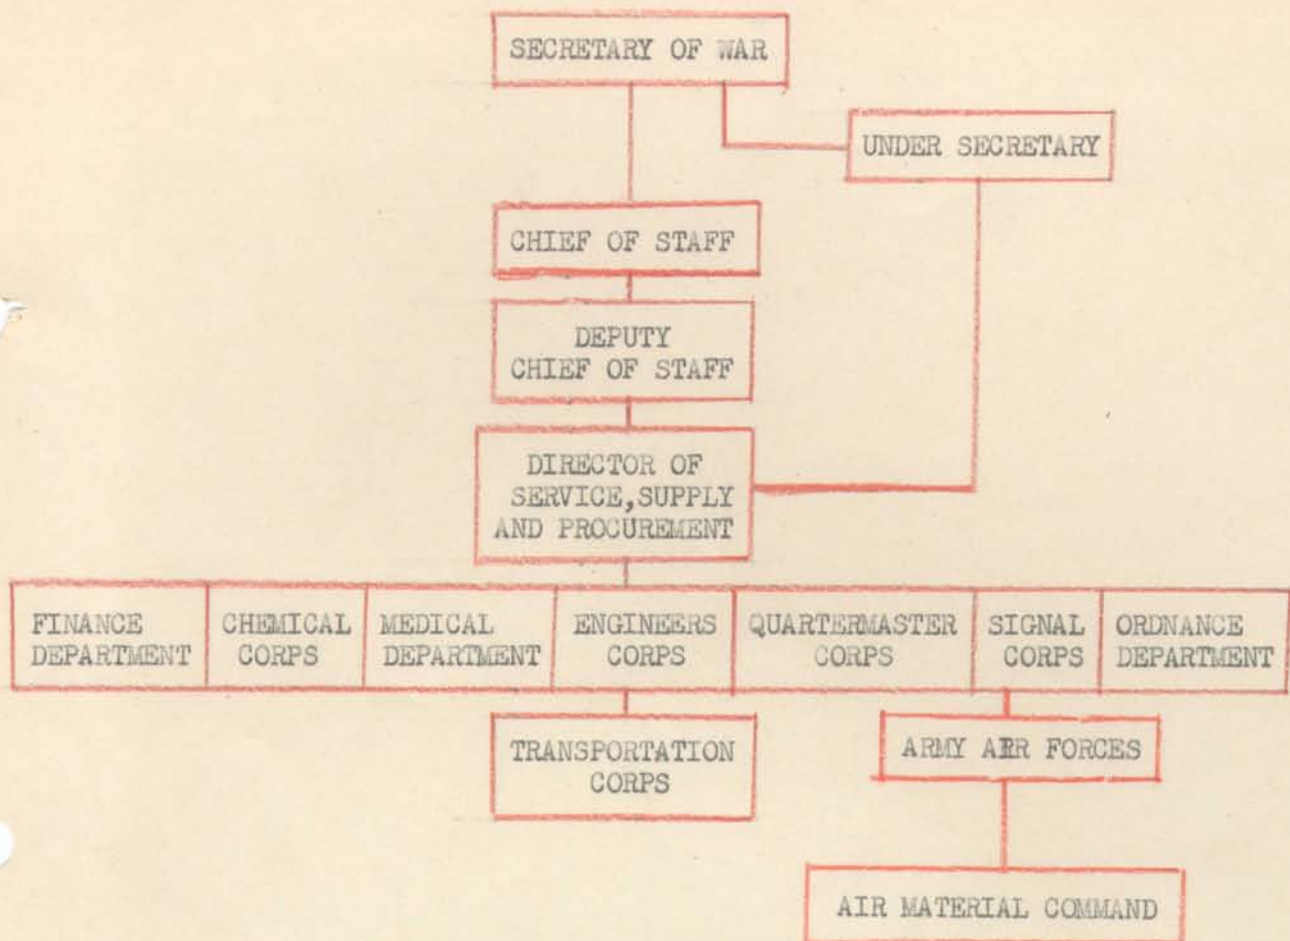 SECRETARY OF WAR
UNDER SECRETARY
CHIEF OF STAFF
DEPUTY
CHIEF OF STAFF
DIRECTOR OF
SERVICE,SUPPLY
AND PROCUREMENT
FINANCE
DEPARTMENT
CHEMICAL
CORPS
MEDICAL
DEPARTMENT
ENGINEERS
CORPS
QUARTERMASTER
CORPS
SIGNAL
CORPS
ORDNANCE
DEPARTMENT
TRANSPORTATION
CORPS
ARMY AIR FORCES
AIR MATERIAL COMMAND